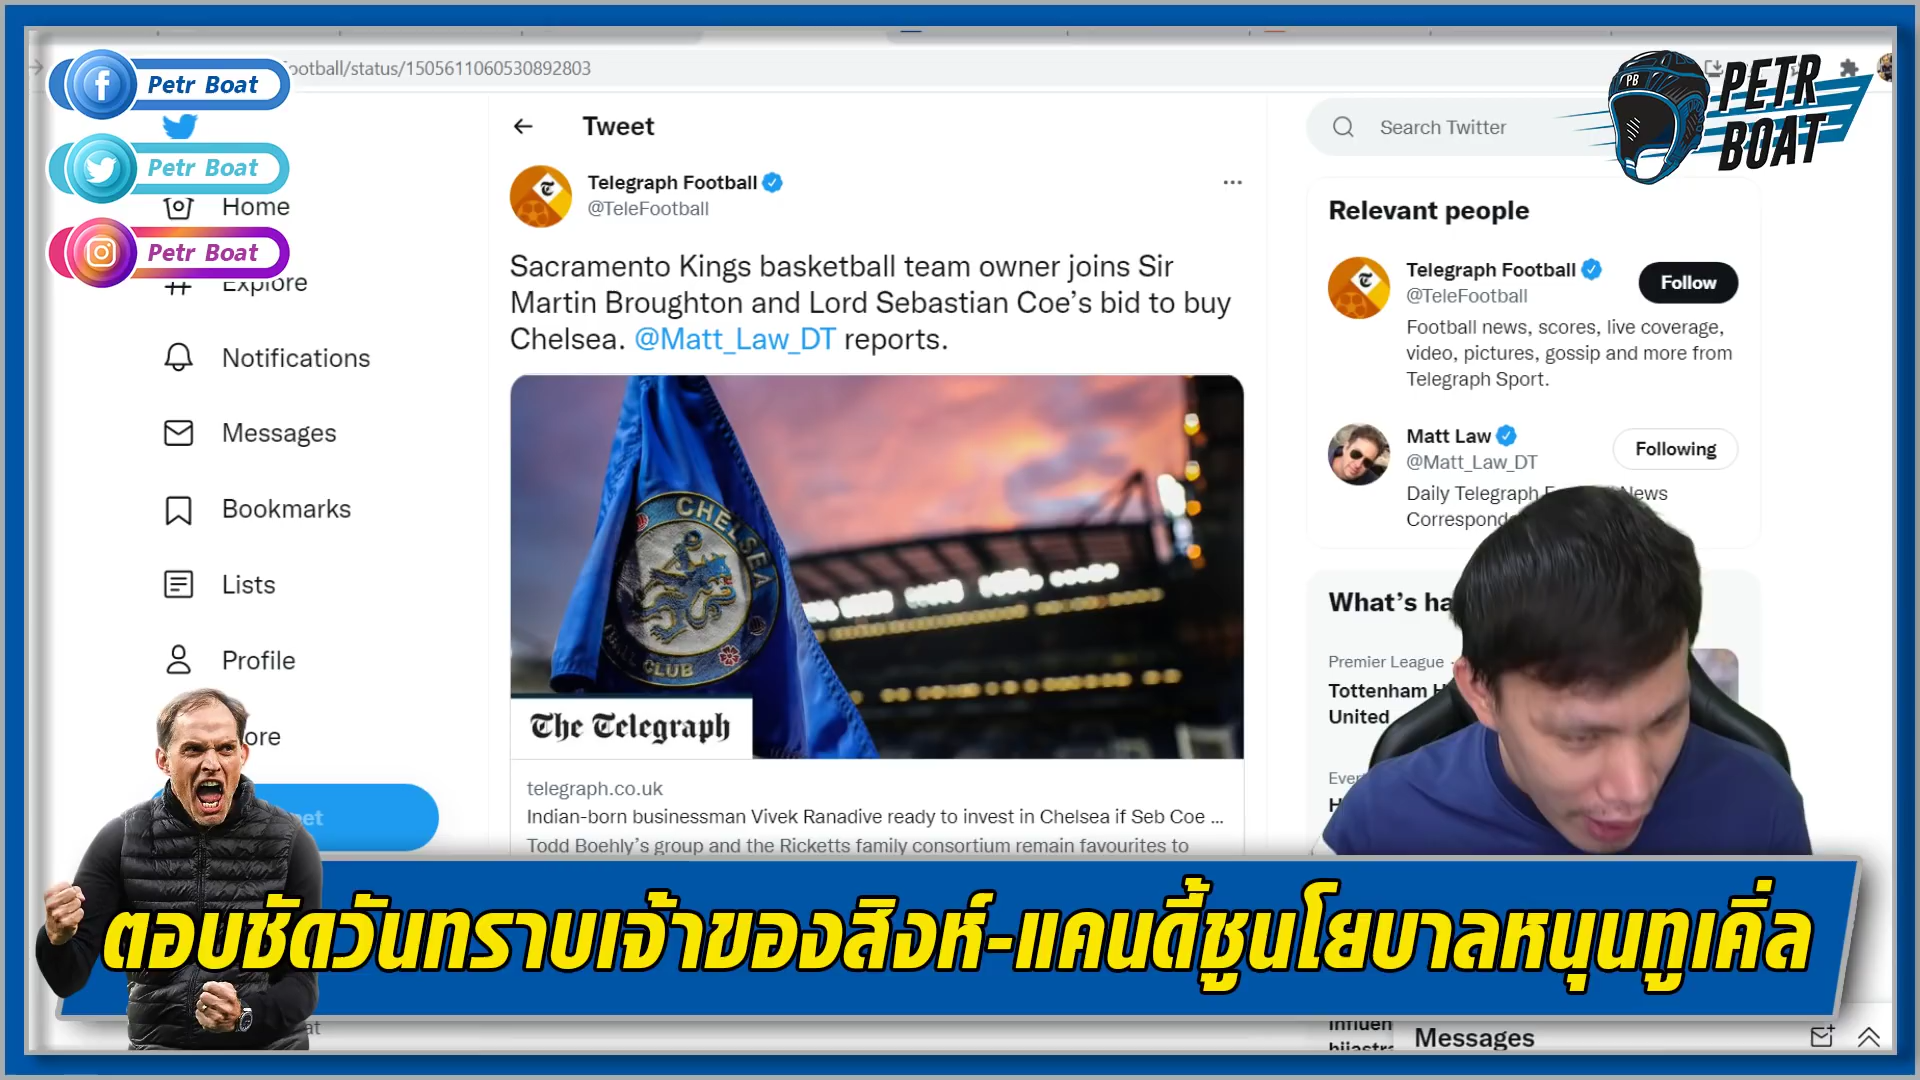 football/status/1505611060530892803
Petr Boat
Petr Boat
Petr Boat
PB
PETR
BOAT
Home
Explore
Notifications
Messages
Bookmarks
Lists
Profile
Tweet
Telegraph Football
@TeleFootball
Sacramento Kings basketball team owner joins Sir
Martin Broughton and Lord Sebastian Coe's bid to buy
Chelsea. @Matt_Law_DT reports.
CHELSEA
CLUB
The Telegraph
telegraph.co.uk
Indian-born businessman Vivek Ranadive ready to invest in Chelsea if Seb Coe ...
Todd Boehly's group and the Ricketts family consortium remain favourites to
Search Twitter
Relevant people
Telegraph Football
@TeleFootball
Follow
Football news, scores, live coverage,
video, pictures, gossip and more from
Telegraph Sport.
Matt Law
@Matt_Law_DT
Following
Daily Telegraph
News
What's ha
Premier League
Tottenham
United
ตอบชัดวันทราบเจ้าของสิงห์-แคนดี้ชูนโยบาลหนุนทูเคิ่ล
Messages